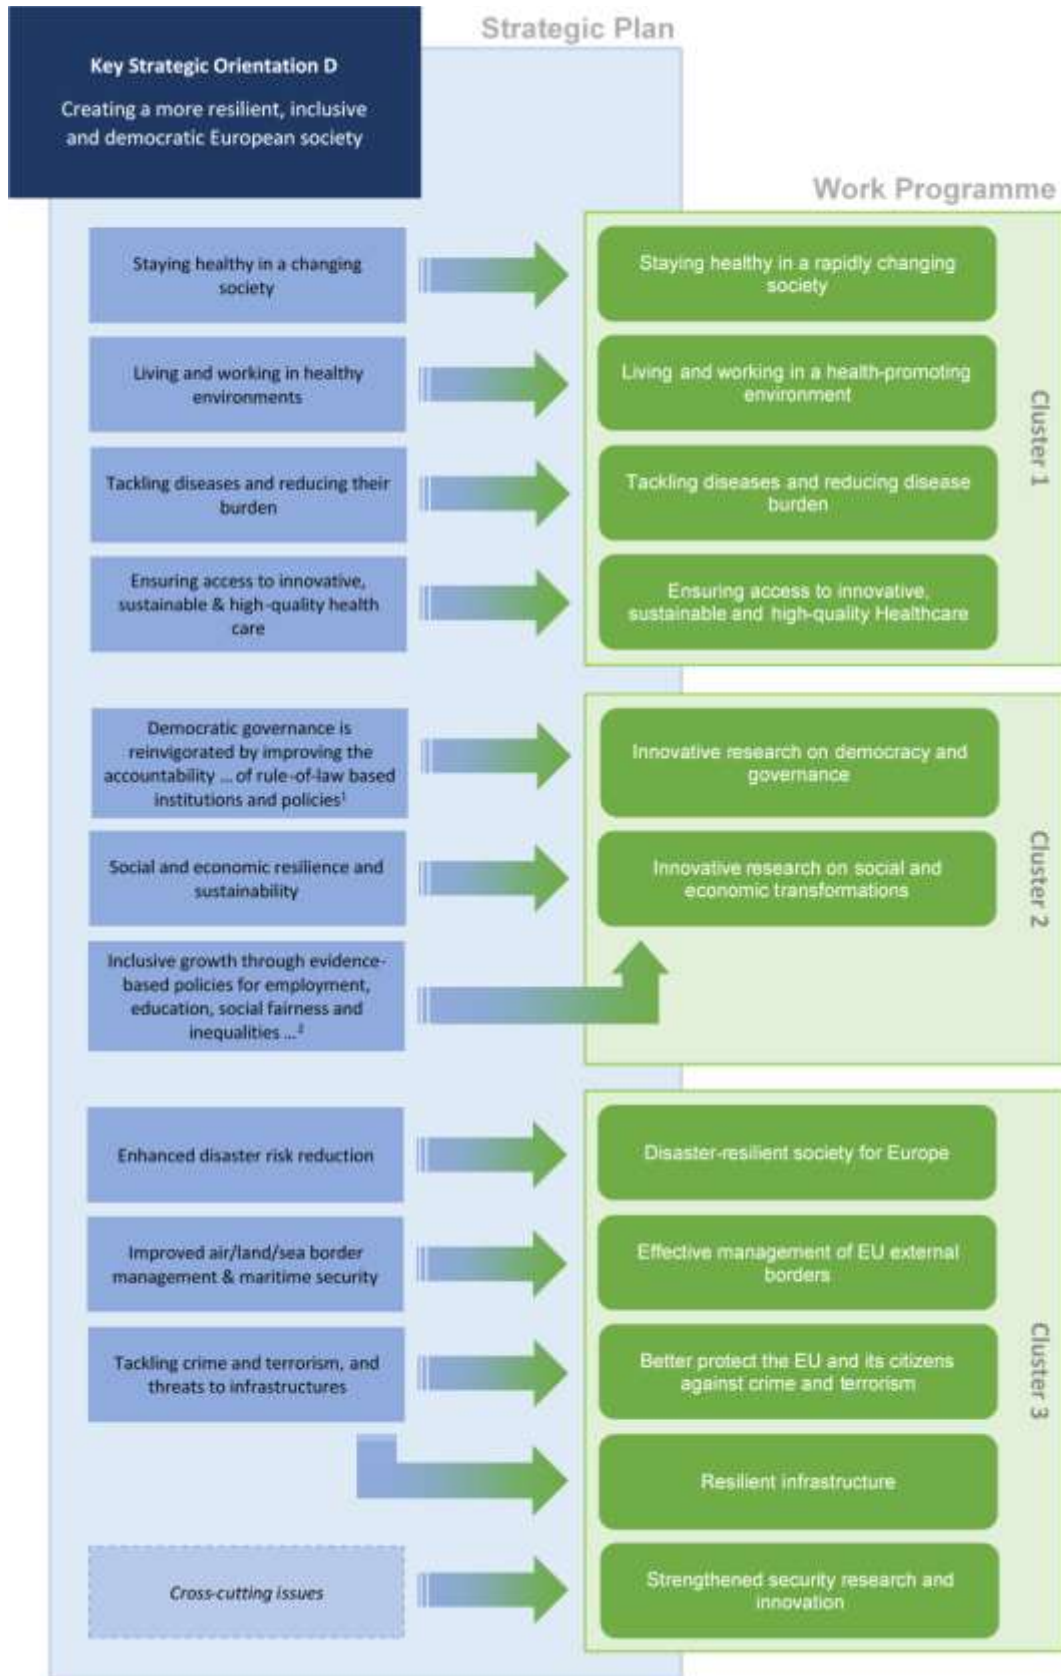 Strategic Plan
Key Strategic Orientation D
Creating a more resilient, inclusive
and democratic European society
Work Programme
Staying healthy in a changing
society
Staying healthy in a rapidly changing
society
Living and working in healthy
environments
Living and working in a health-promoting
environment
Tackling diseases and reducing their
burden
Tackling diseases and reducing disease
burden
Ensuring access to innovative,
sustainable & high-quality health
care
Ensuring access to innovative,
sustainable and high-quality Healthcare
Cluster 1
Democratic governance is
reinvigorated by improving the
accountability ... of rule-of-law based
institutions and policies¹
Innovative research on democracy and
governance
Social and economic resilience and
sustainability
Innovative research on social and
economic transformations
Inclusive growth through evidence-
based policies for employment,
education, social fairness and
inequalities ...²
Cluster 2
Enhanced disaster risk reduction
Disaster-resilient society for Europe
Improved air/land/sea border
management & maritime security
Effective management of EU external
borders
Tackling crime and terrorism, and
threats to infrastructures
Better protect the EU and its citizens
against crime and terrorism
Resilient infrastructure
Cross-cutting issues
Strengthened security research and
innovation
Cluster 3